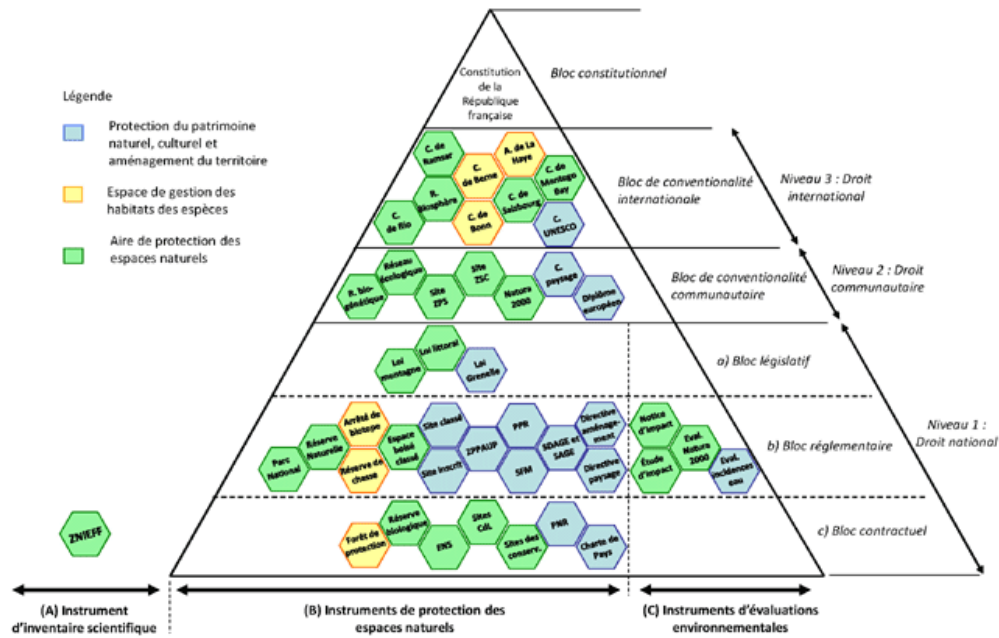 Constitution
de la
République
française
Bloc constitutionnel
Légende
Protection du patrimoine
naturel, culturel et
aménagement du territoire
Espace de gestion des
habitats des espèces
Aire de protection des
espaces naturels
C. de
Ramsar
A. de La
Haye
C.
de Berne
C. de
Montego
Bay
R.
Biosphère
C. de
Salzbourg
C.
de Rio
C.
de Bonn
C.
UNESCO
Bloc de conventionalité
internationale
Niveau 3 : Droit
international
Réseau
écologique
Site
ZSC
C.
paysage
R. bio-
génétique
Site
ZPS
Natura
2000
Diplôme
européen
Bloc de conventionalité
communautaire
Niveau 2 : Droit
communautaire
Loi littoral
Loi
montagne
Loi
Grenelle
a) Bloc législatif
Arrêté de
biotope
Site classé
PPR
Directive
aménage-
ment
Notice
d'impact
Réserve
Naturelle
Espace
boisé
classé
ZPPAUP
SDAGE et
SAGE
Eval.
Natura
2000
Parc
National
Réserve de
chasse
Site inscrit
SFM
Directive
paysage
Étude
d'impact
Eval.
incidences
eau
b) Bloc réglementaire
Niveau 1 :
Droit national
Réserve
biologique
Sites
CdL
PNR
Forêt de
protection
ENS
Sites des
conserv.
Charte de
Pays
c) Bloc contractuel
ZNIEFF
(A) Instrument
d'inventaire scientifique
(B) Instruments de protection des
espaces naturels
(C) Instruments d'évaluations
environnementales